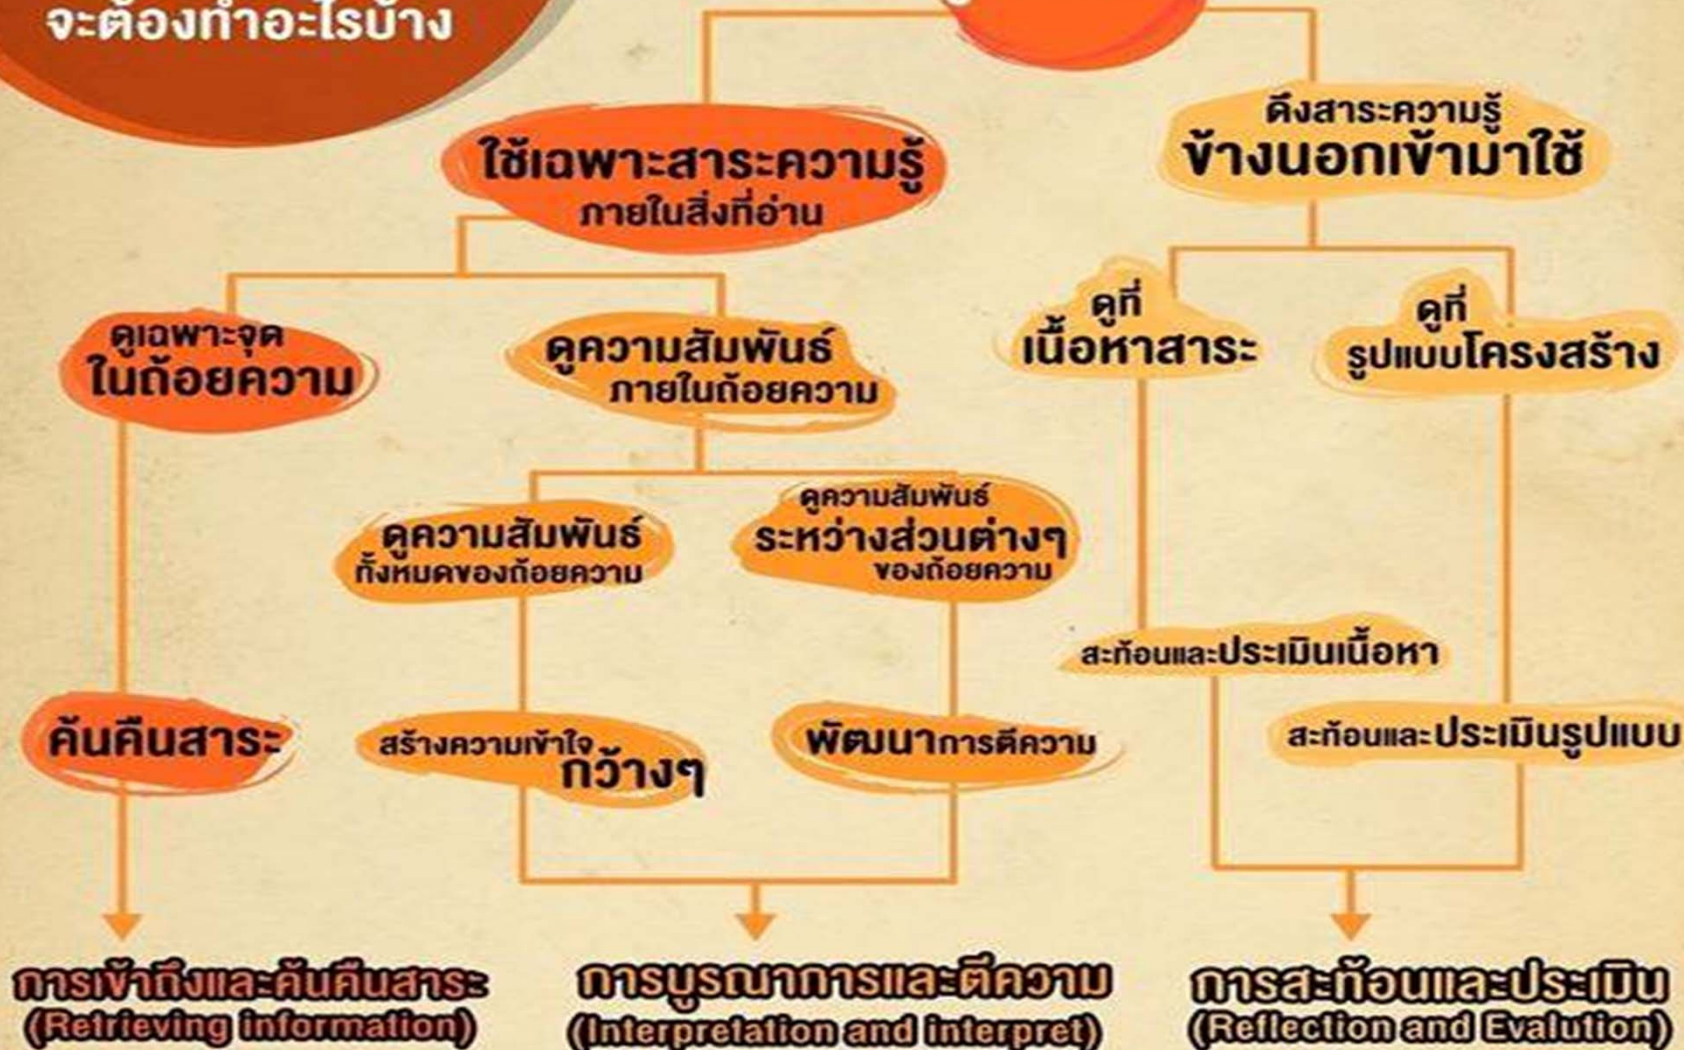 จะต้องทำอะไรบ้าง
ใช้เฉพาะสาระความรู้
ภายในสิ่งที่อ่าน
ดึงสาระความรู้
ข้างนอกเข้ามาใช้
ดูเฉพาะจุด
ในถ้อยความ
ดูความสัมพันธ์
ภายในถ้อยความ
ดูที่
เนื้อหาสาระ
ดูที่
รูปแบบโครงสร้าง
ดูความสัมพันธ์
ทั้งหมดของถ้อยความ
ดูความสัมพันธ์
ระหว่างส่วนต่างๆ
ของถ้อยความ
สะท้อนและประเมินเนื้อหา
ค้นคืนสาระ
สร้างความเข้าใจ
กว้างๆ
พัฒนาการตีความ
สะท้อนและประเมินรูปแบบ
การเข้าถึงและค้นคืนสาระ
(Retrieving information)
การบูรณาการและตีความ
(Interpretation and interpret)
การสะท้อนและประเมิน
(Reflection and Evalution)